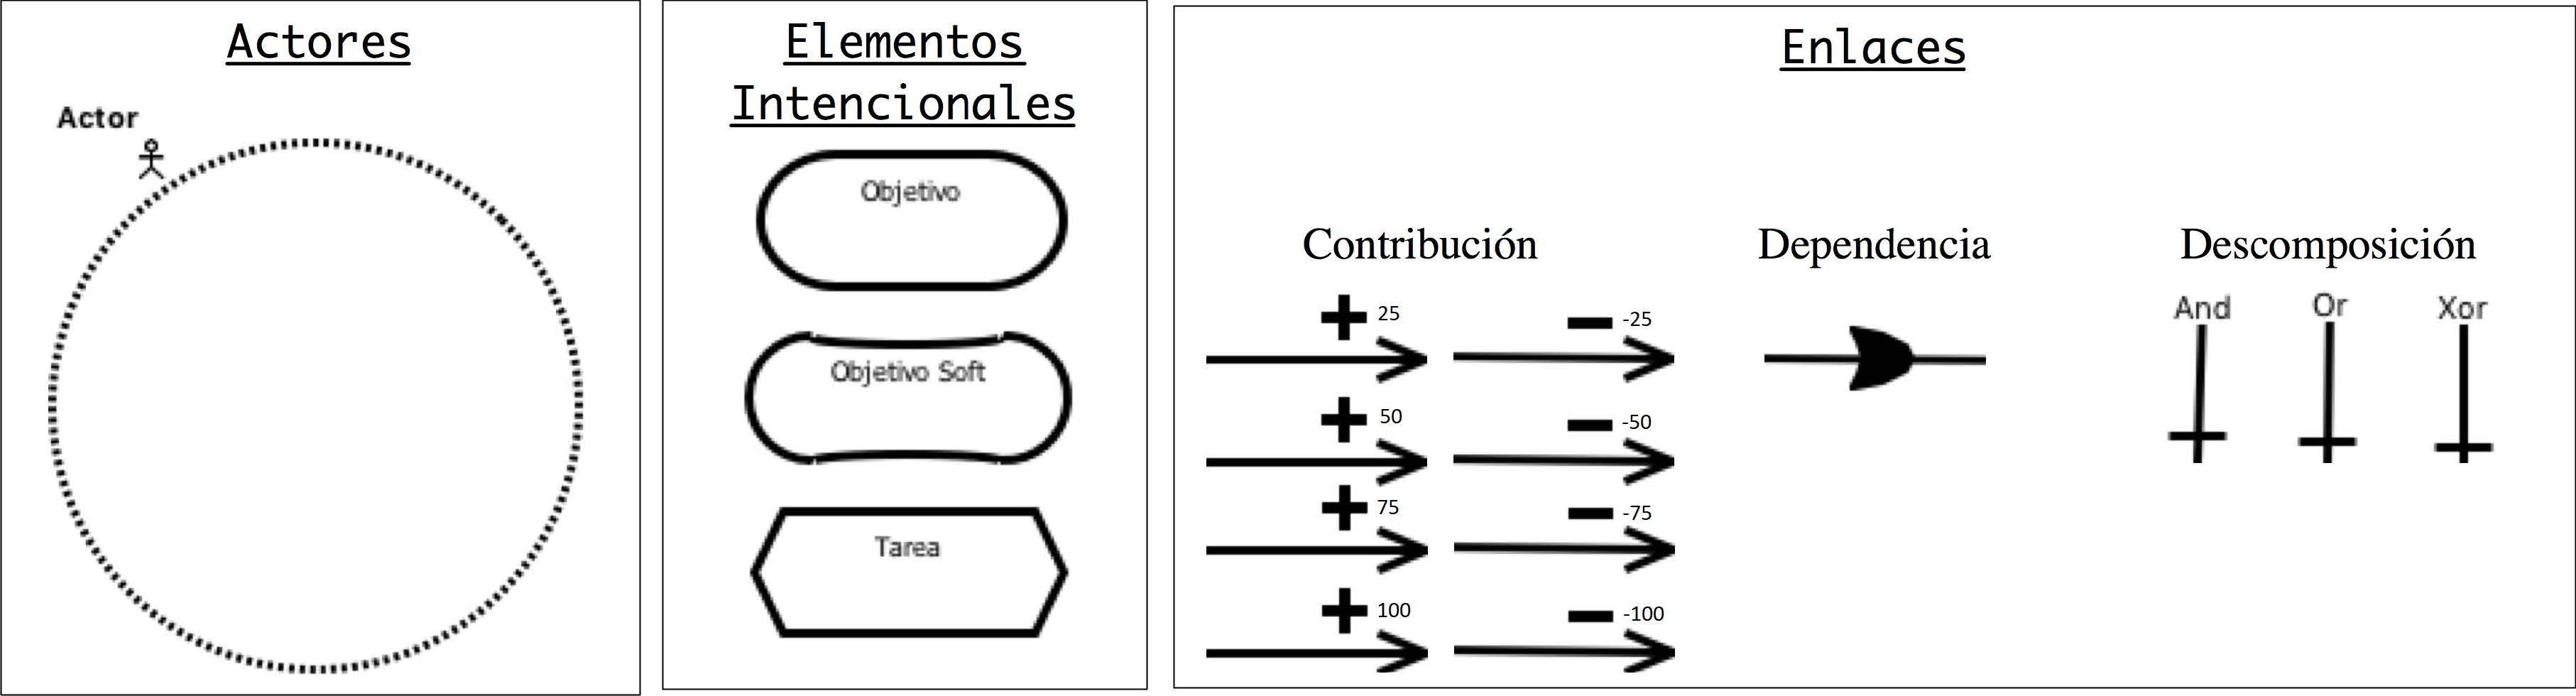 Actores
Actor
Elementos
Intencionales
Objetivo
Objetivo Soft
Tarea
Enlaces
Contribución
25
-25
50
-50
75
-75
100
-100
Dependencia
Descomposición
And Or Xor